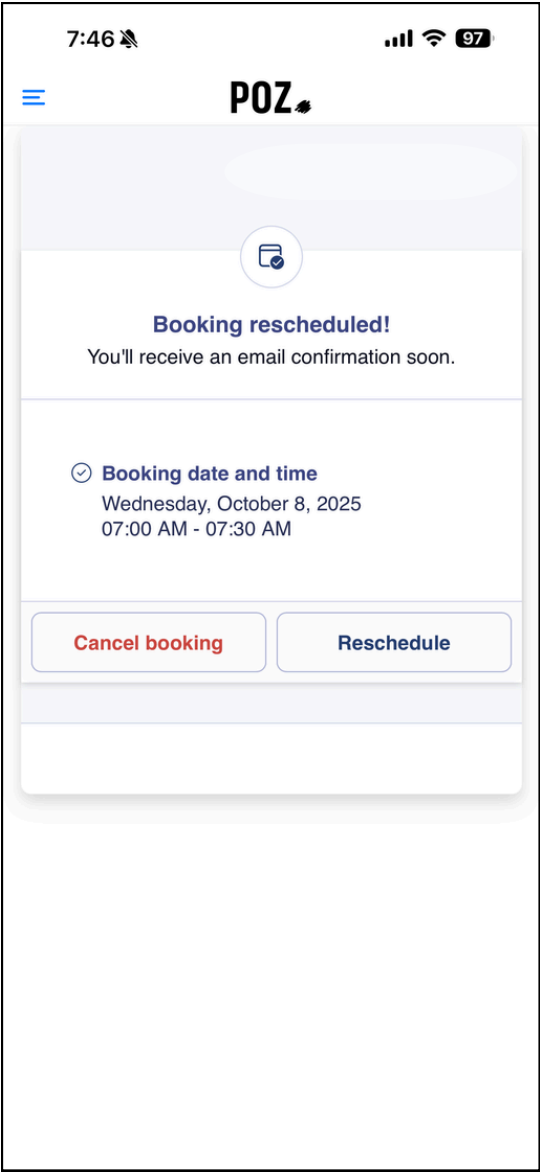 7:46 97
POZ
Booking rescheduled!
You'll receive an email confirmation soon.
Booking date and time
Wednesday, October 8, 2025
07:00 AM - 07:30 AM
Cancel booking Reschedule